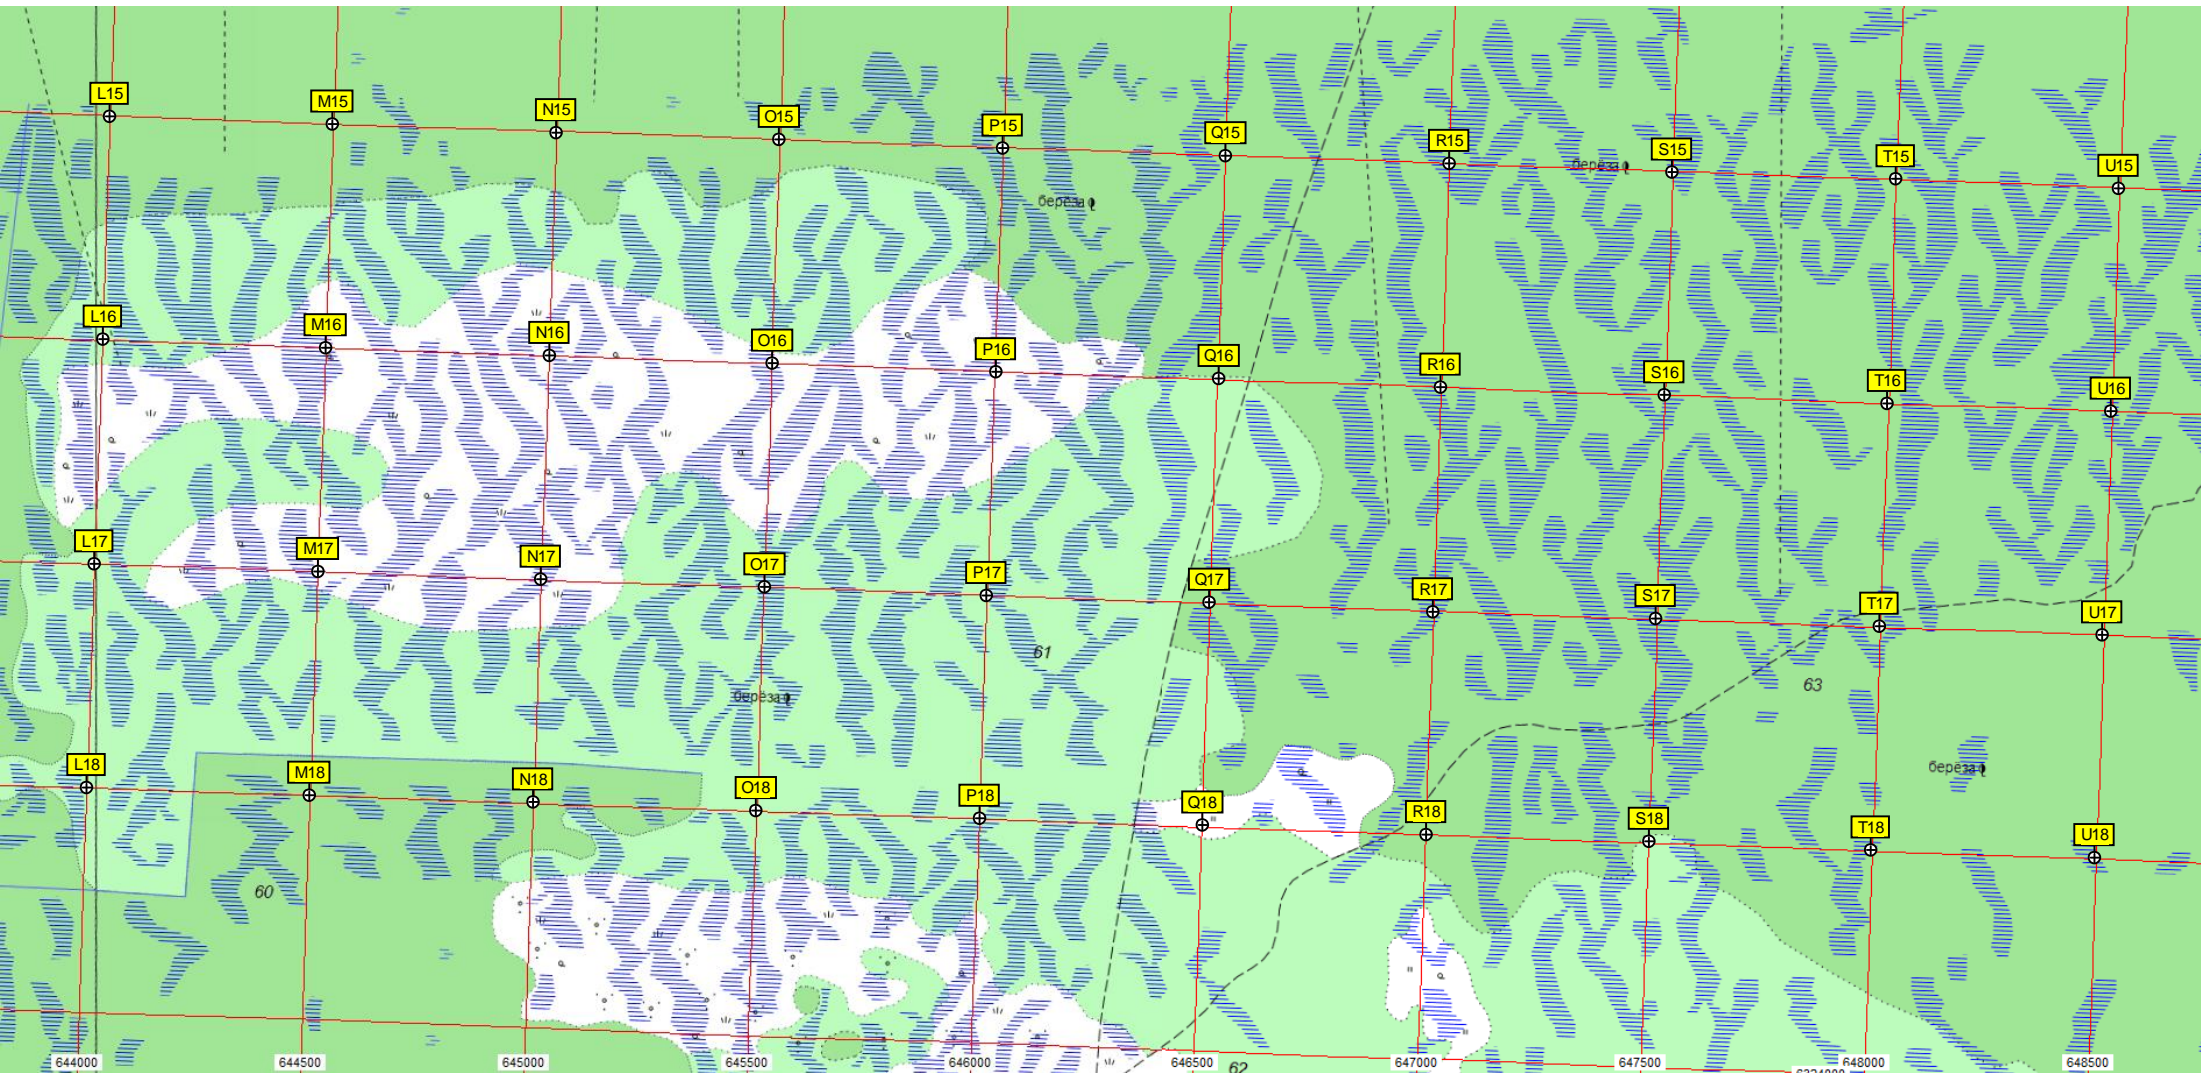 L15 M15 N15 O15 P15 Q15 R15 S15 T15 U15
берёза
берёза
L16 M16 N16 O16 P16 Q16 R16 S16 T16 U16
L17 M17 N17 O17 P17 Q17 R17 S17 T17 U17
61
63
берёза
берёза
L18 M18 N18 O18 P18 Q18 R18 S18 T18 U18
60
644000 644500 645000 645500 646000 646500 647000 647500 648000 648500
62